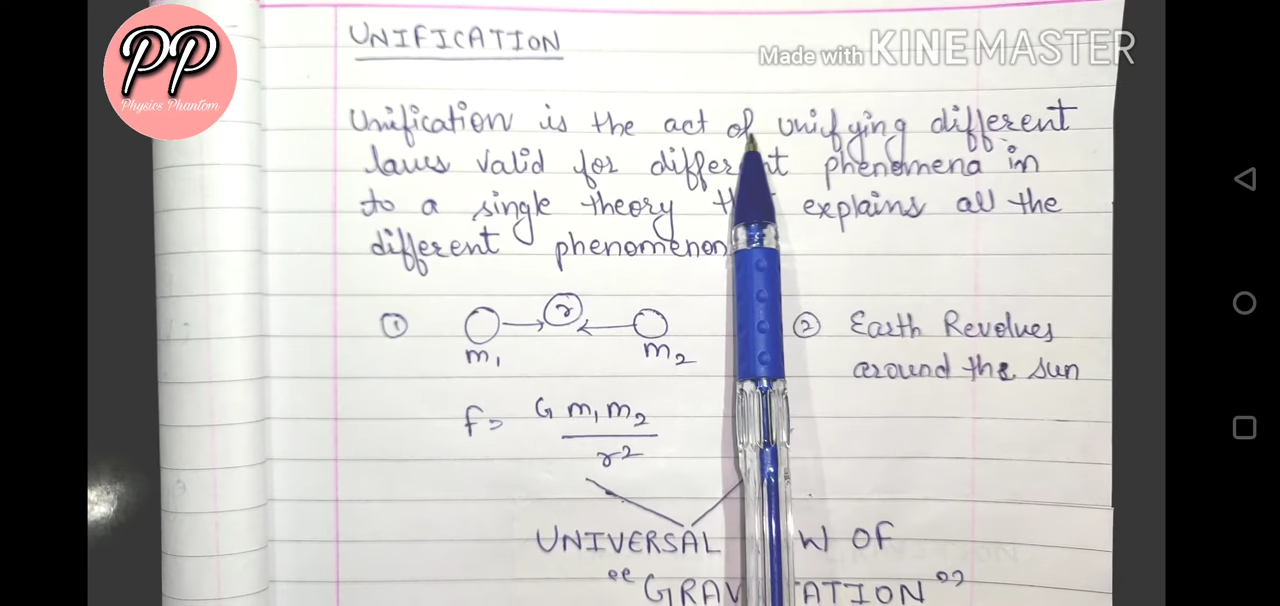 PP
Physics Phantom
Made with KINEMASTER
UNIFICATION
Unification is the act of unifying different
laws valid for different phenomena in
to a single theory explains all the
different phenomenon
① r ② Earth Revolves
m1 m2 around the sun
F = G m1 m2
r2
UNIVERSAL W OF
"GRAV TATION"